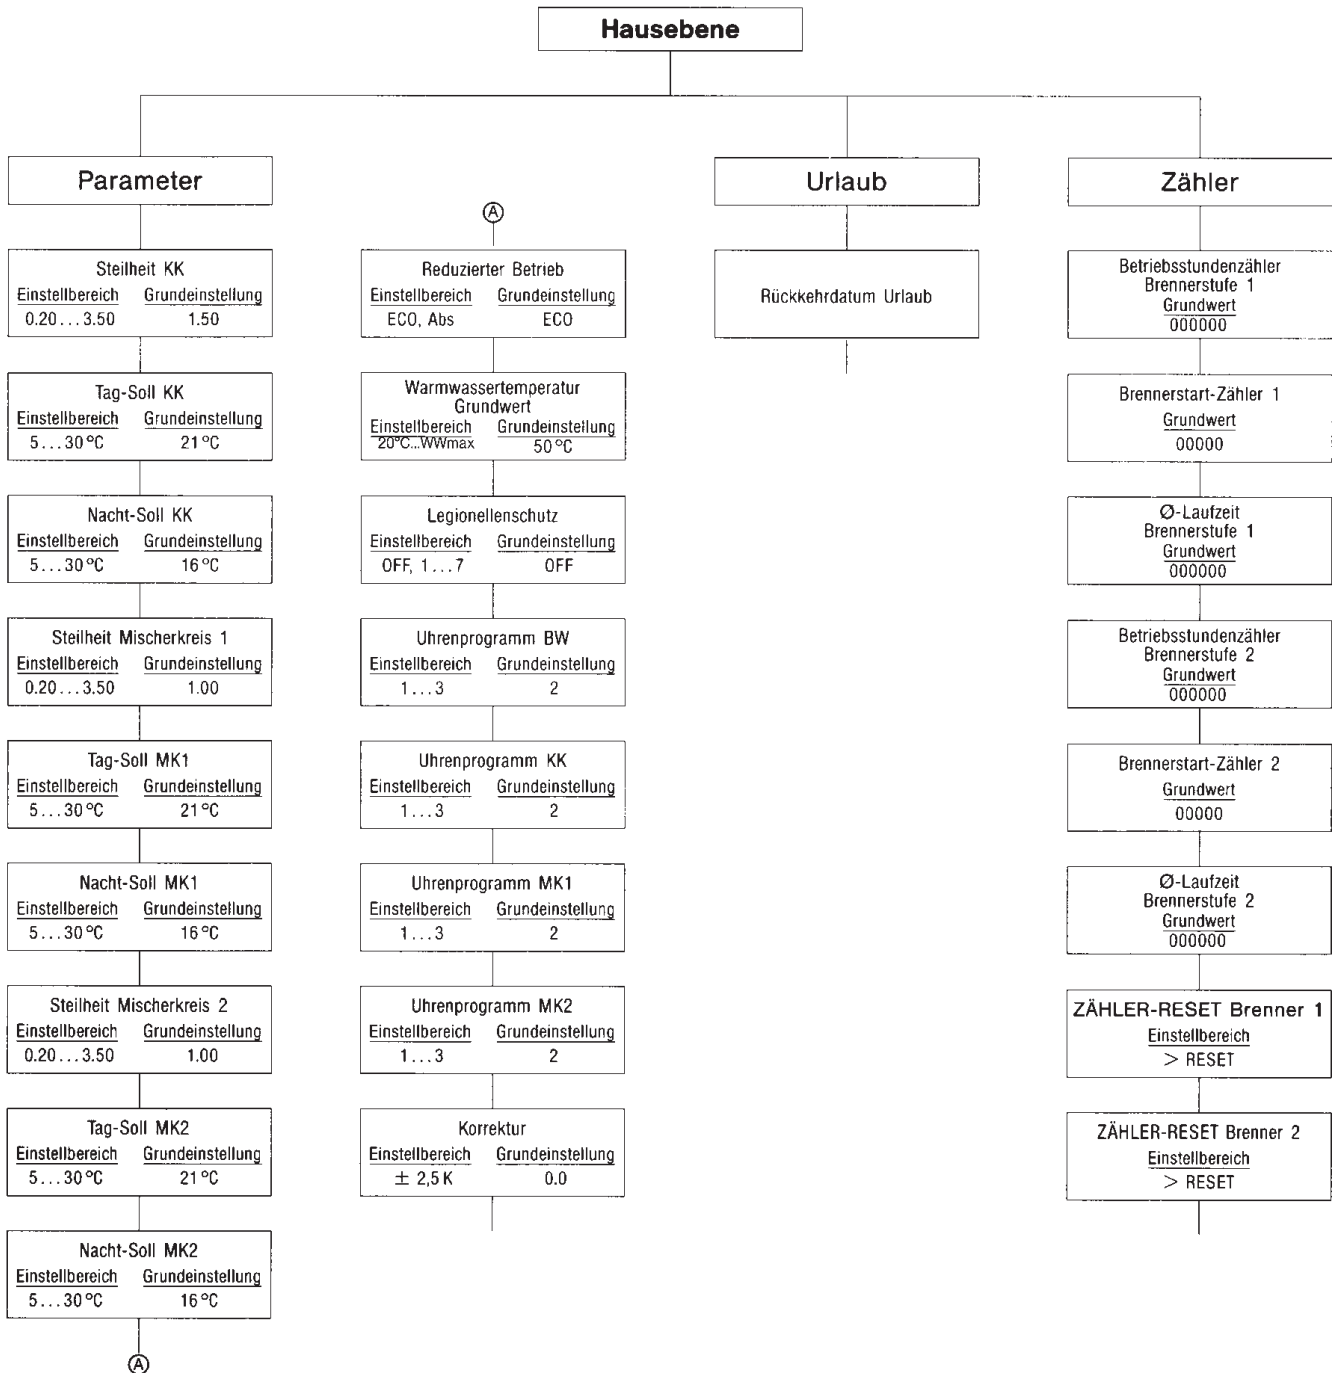 Hausebene
Parameter
Steilheit KK
Einstellbereich Grundeinstellung
0.20...3.50 1.50
Tag-Soll KK
Einstellbereich Grundeinstellung
5...30°C 21°C
Nacht-Soll KK
Einstellbereich Grundeinstellung
5...30°C 16°C
Steilheit Mischerkreis 1
Einstellbereich Grundeinstellung
0.20...3.50 1.00
Tag-Soll MK1
Einstellbereich Grundeinstellung
5...30°C 21°C
Nacht-Soll MK1
Einstellbereich Grundeinstellung
5...30°C 16°C
Steilheit Mischerkreis 2
Einstellbereich Grundeinstellung
0.20...3.50 1.00
Tag-Soll MK2
Einstellbereich Grundeinstellung
5...30°C 21°C
Nacht-Soll MK2
Einstellbereich Grundeinstellung
5...30°C 16°C
A
A
Reduzierter Betrieb
Einstellbereich Grundeinstellung
ECO, Abs ECO
Warmwassertemperatur
Grundwert
Einstellbereich Grundeinstellung
20°C...WWmax 50°C
Legionellenschutz
Einstellbereich Grundeinstellung
OFF, 1...7 OFF
Uhrenprogramm BW
Einstellbereich Grundeinstellung
1...3 2
Uhrenprogramm KK
Einstellbereich Grundeinstellung
1...3 2
Uhrenprogramm MK1
Einstellbereich Grundeinstellung
1...3 2
Uhrenprogramm MK2
Einstellbereich Grundeinstellung
1...3 2
Korrektur
Einstellbereich Grundeinstellung
± 2,5 K 0.0
Urlaub
Rückkehrdatum Urlaub
Zähler
Betriebsstundenzähler
Brennerstufe 1
Grundwert
000000
Brennerstart-Zähler 1
Grundwert
00000
Ø-Laufzeit
Brennerstufe 1
Grundwert
000000
Betriebsstundenzähler
Brennerstufe 2
Grundwert
000000
Brennerstart-Zähler 2
Grundwert
00000
Ø-Laufzeit
Brennerstufe 2
Grundwert
000000
ZÄHLER-RESET Brenner 1
Einstellbereich
> RESET
ZÄHLER-RESET Brenner 2
Einstellbereich
> RESET